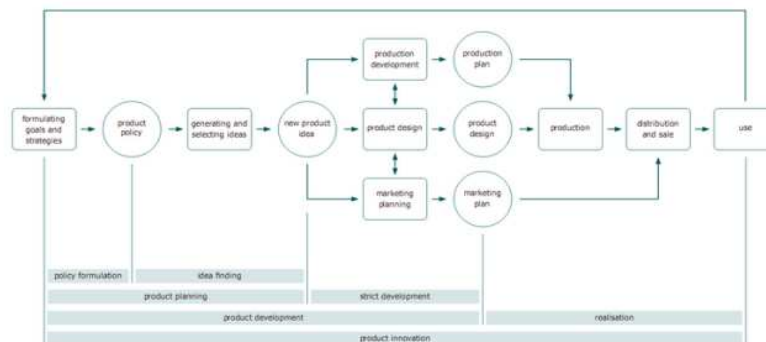 production
development
production
plan
formulating
goals and
strategies
product
policy
generating and
selecting ideas
new product
idea
product design
product
design
production
distribution
and sale
use
marketing
planning
marketing
plan
policy formulation
idea finding
product planning
strict development
product development
realisation
product innovation